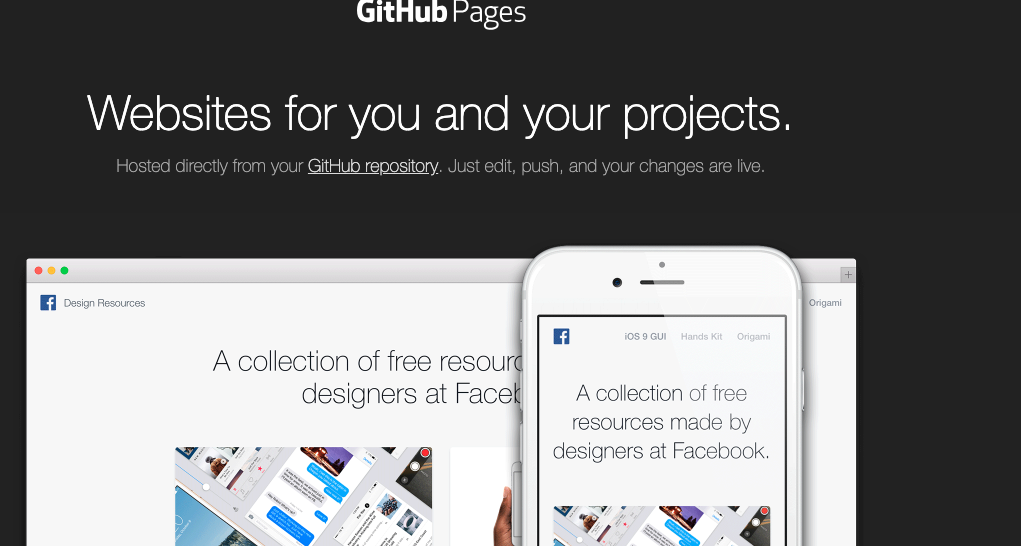 GitHub Pages
Websites for you and your projects.
Hosted directly from your GitHub repository. Just edit, push, and your changes are live.
Design Resources
Origami
A collection of free
designers at
iOS 9 GUI Hands Kit Origami
A collection of free
resources made by
designers at Facebook.